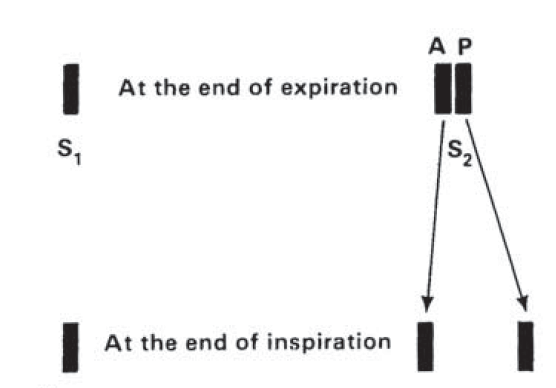 A P
At the end of expiration
S₁
S₂
At the end of inspiration